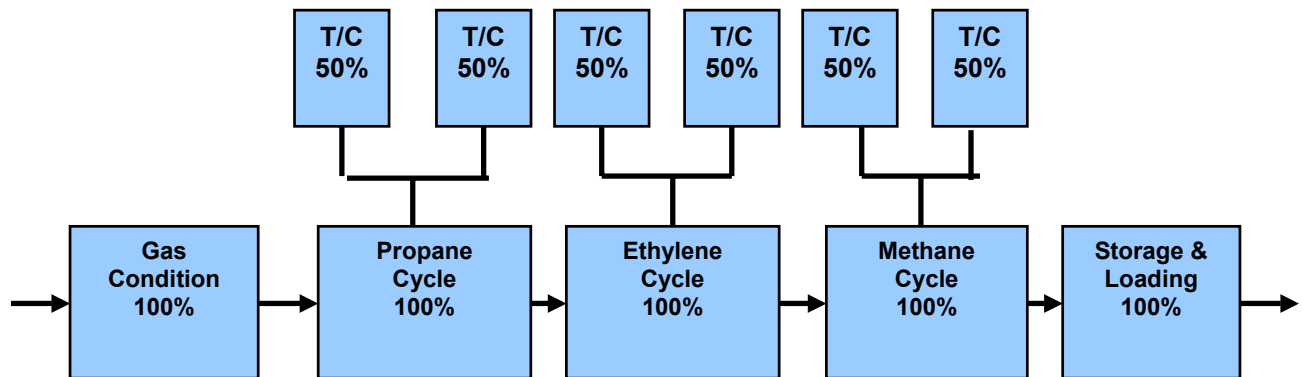 T/C
50%
T/C
50%
T/C
50%
T/C
50%
T/C
50%
T/C
50%
Gas
Condition
100%
Propane
Cycle
100%
Ethylene
Cycle
100%
Methane
Cycle
100%
Storage &
Loading
100%